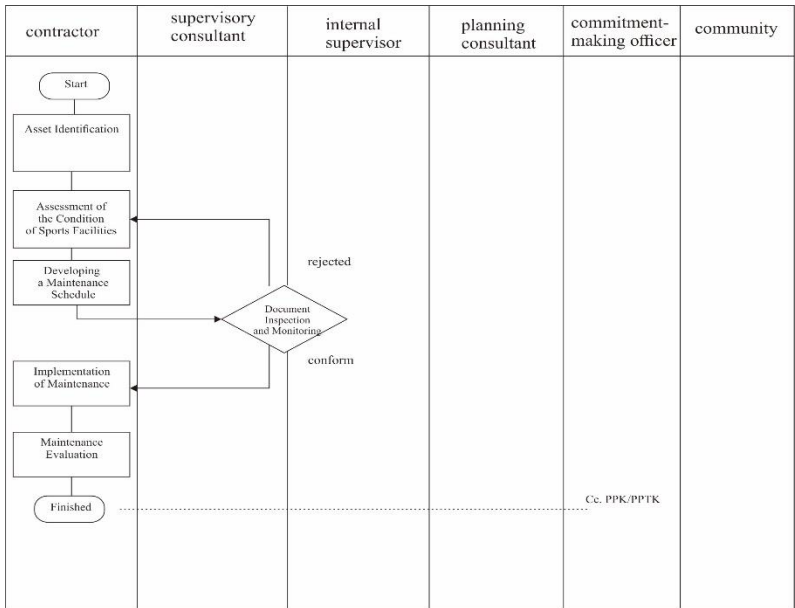 contractor
supervisory
consultant
internal
supervisor
planning
consultant
commitment-
making officer
community
Start
Asset Identification
Assessment of
the Condition
of Sports Facilities
rejected
Developing
a Maintenance
Schedule
Document
Inspection
and Monitoring
conform
Implementation
of Maintenance
Maintenance
Evaluation
Finished
Cc. PPK/PPTK